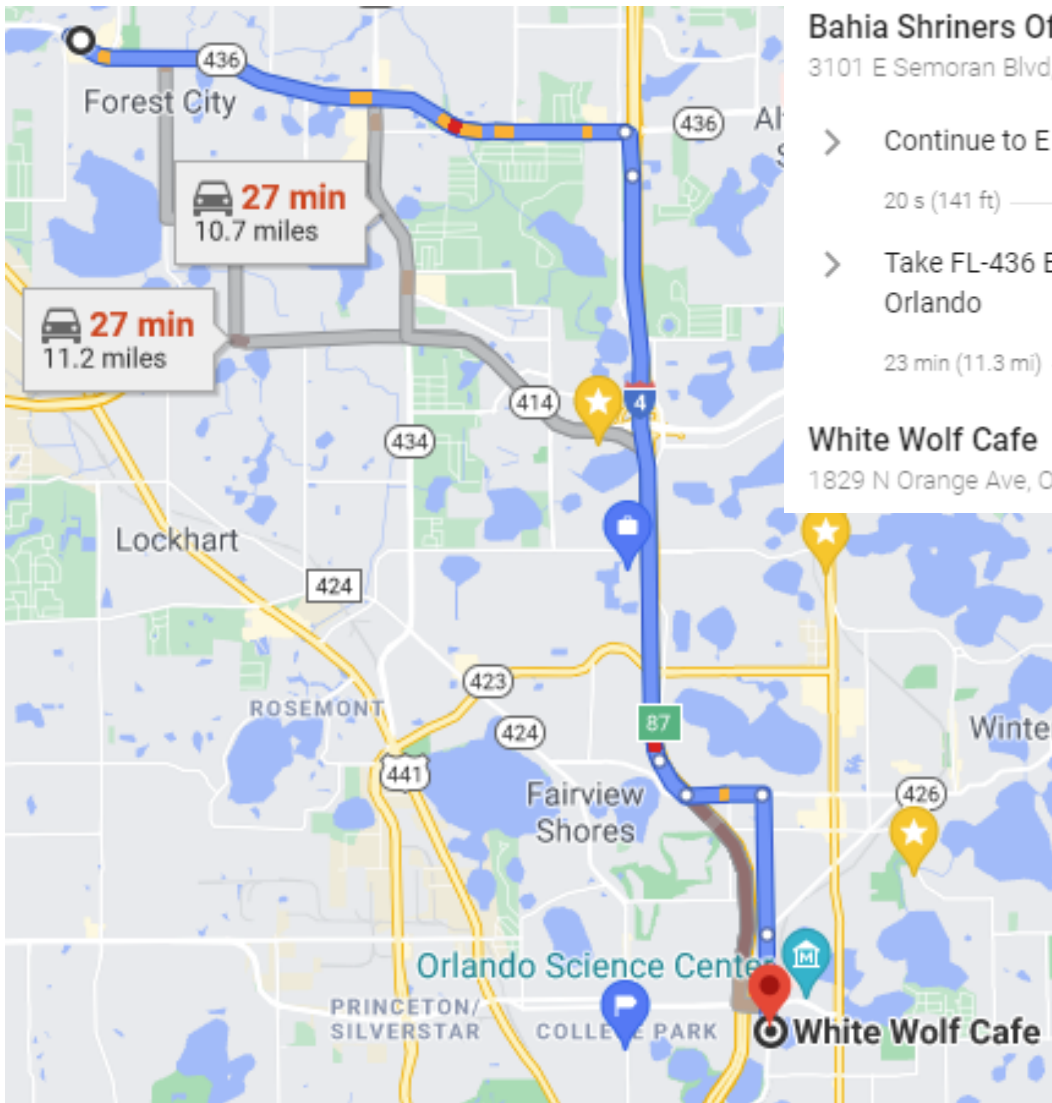 Bahia Shriners Of
3101 E Semoran Blvd
Continue to E
20 s (141 ft)
Take FL-436 E
Orlando
23 min (11.3 mi)
White Wolf Cafe
1829 N Orange Ave, O
436
Forest City
436
27 min
10.7 miles
27 min
11.2 miles
4
414
434
Lockhart
424
423
ROSEMONT
424
87
Winte
441
Fairview
Shores
426
Orlando Science Cente
M
PRINCETON/
SILVERSTAR
COLLEGE PARK
White Wolf Cafe